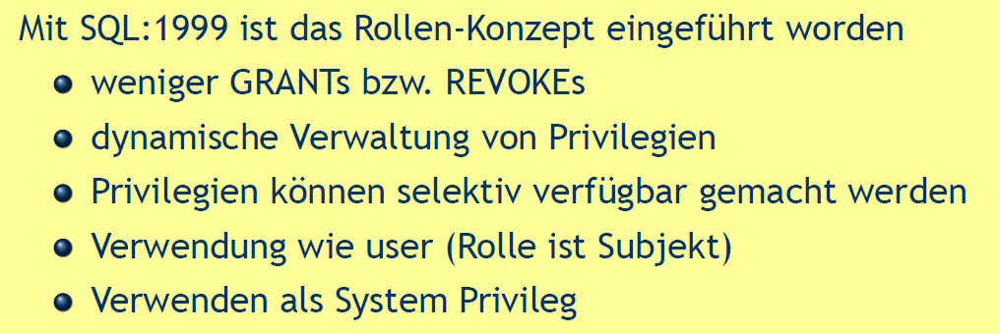 Mit SQL:1999 ist das Rollen-Konzept eingeführt worden
weniger GRANTs bzw. REVOKEs
dynamische Verwaltung von Privilegien
Privilegien können selektiv verfügbar gemacht werden
Verwendung wie user (Rolle ist Subjekt)
Verwenden als System Privileg